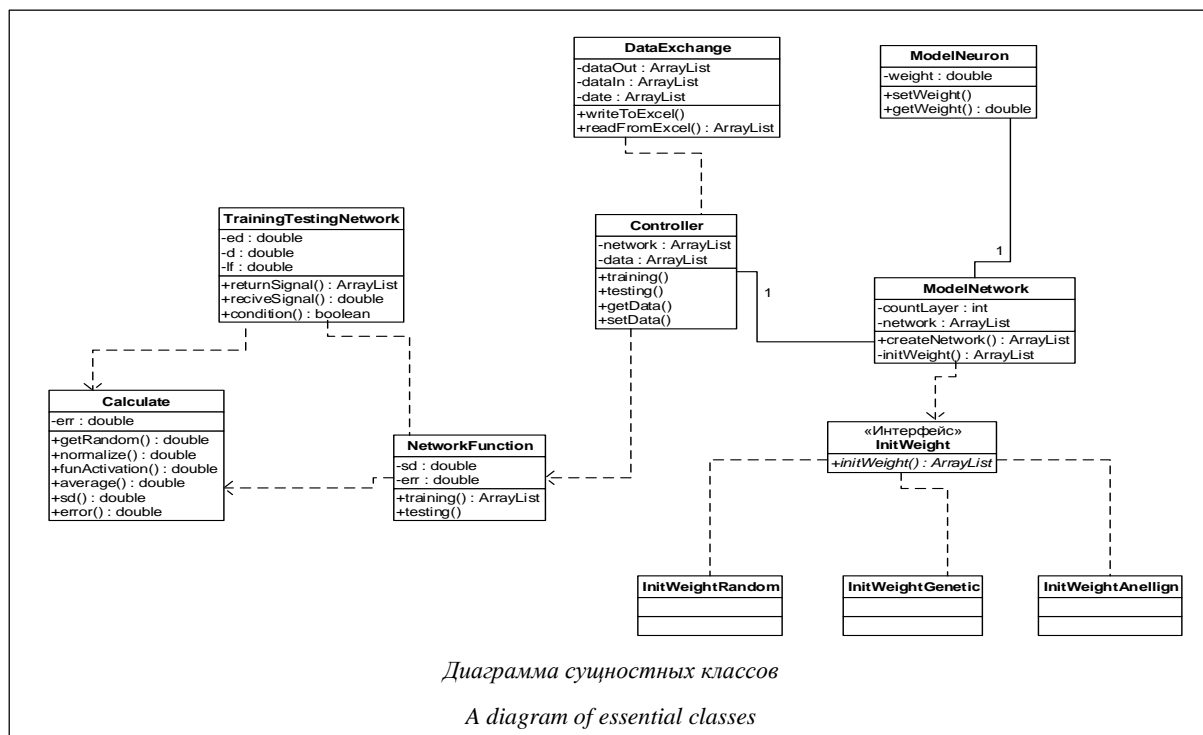 DataExchange
-dataOut : ArrayList
-dataIn : ArrayList
-date : ArrayList
+writeToExcel()
+readFromExcel() : ArrayList
ModelNeuron
-weight : double
+setWeight()
+getWeight() : double
TrainingTestingNetwork
-ed : double
-d : double
-lf : double
+returnSignal() : ArrayList
+reciveSignal() : double
+condition() : boolean
Controller
-network : ArrayList
-data : ArrayList
+training()
+testing()
+getData()
+setData()
1
1
ModelNetwork
-countLayer : int
-network : ArrayList
+createNetwork() : ArrayList
-initWeight() : ArrayList
Calculate
-err : double
+getRandom() : double
+normalize() : double
+funActivation() : double
+average() : double
+sd() : double
+error() : double
NetworkFunction
-sd : double
-err : double
+training() : ArrayList
+testing()
«Интерфейс»
InitWeight
+initWeight() : ArrayList
InitWeightRandom
InitWeightGenetic
InitWeightAnellign
Диаграмма сущностных классов
A diagram of essential classes